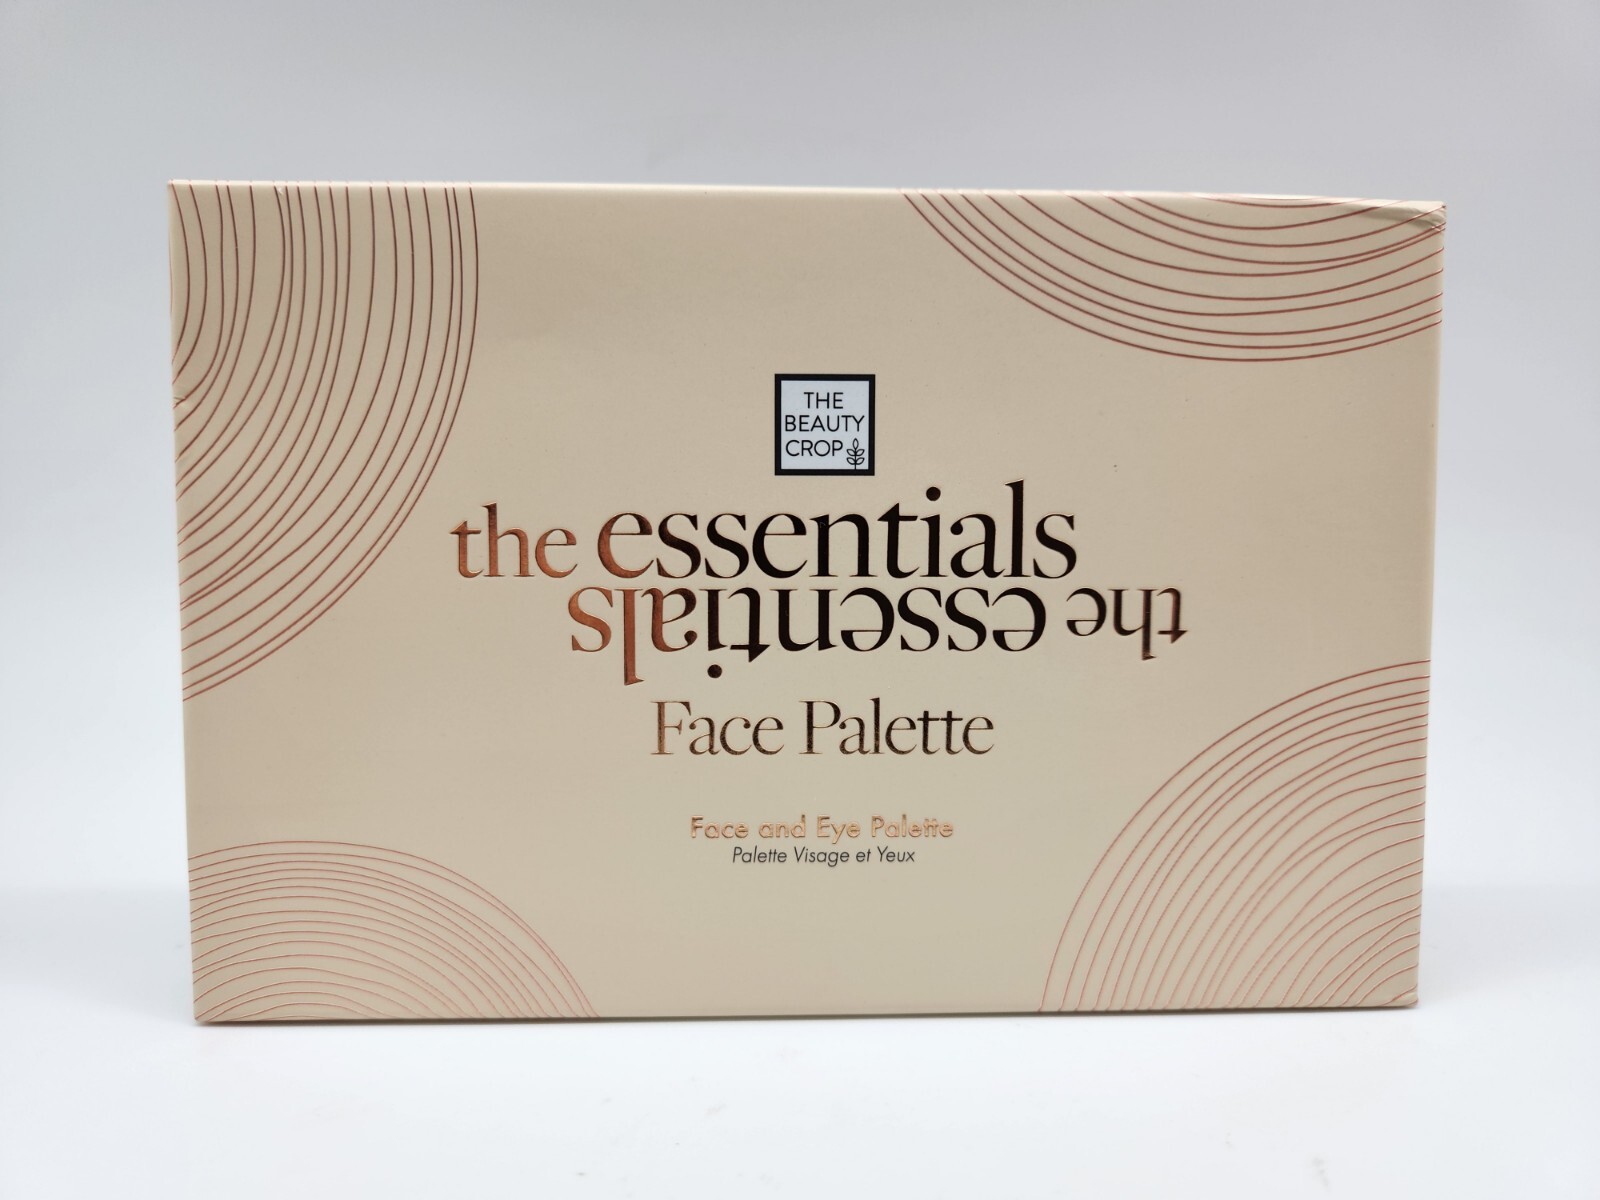 THE
BEAUTY
CROP
the essentials
the essentials
Face Palette
Face and Eye Palette
Palette Visage et Yeux